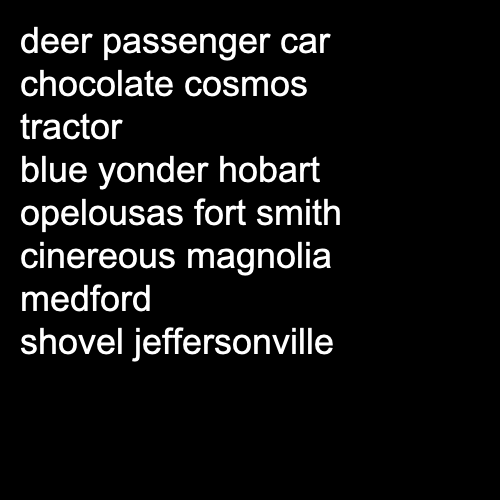 deer passenger car
chocolate cosmos
tractor
blue yonder hobart
opelousas fort smith
cinereous magnolia
medford
shovel jeffersonville